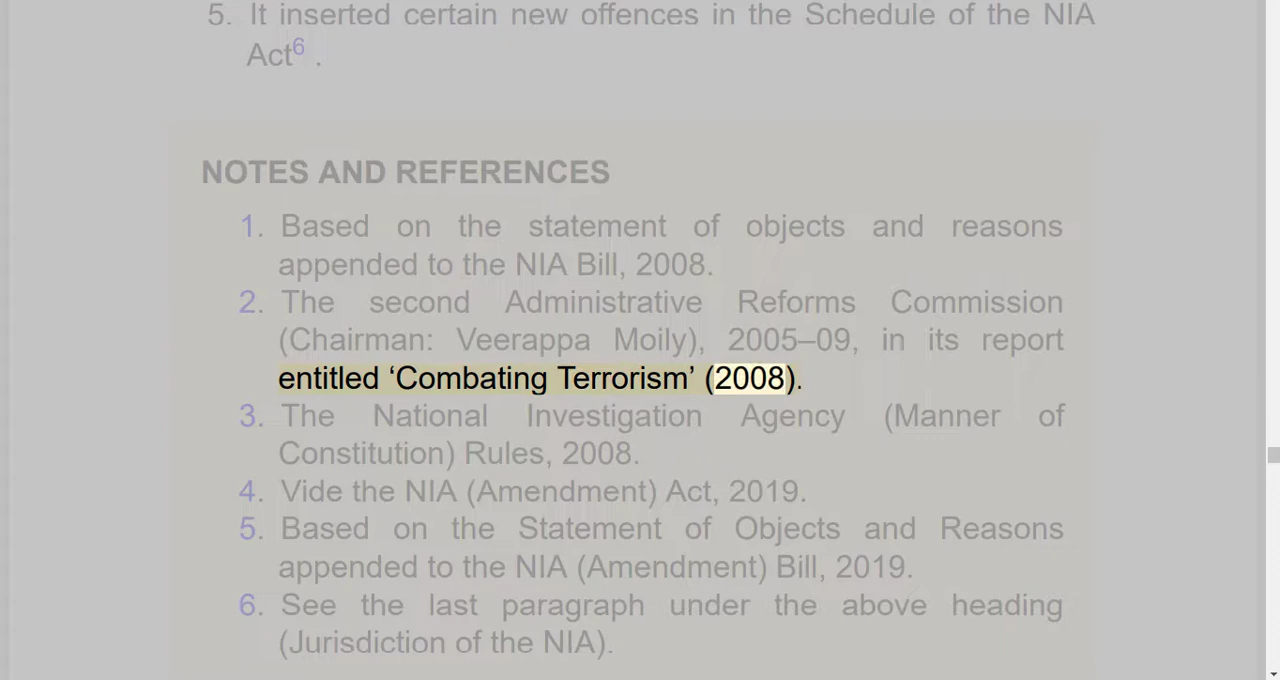 5. It inserted certain new offences in the Schedule of the NIA
Act6 .
NOTES AND REFERENCES
1. Based on the statement of objects and reasons
appended to the NIA Bill, 2008.
2. The second Administrative Reforms Commission
(Chairman: Veerappa Moily), 2005–09, in its report
entitled ‘Combating Terrorism’ (2008).
3. The National Investigation Agency (Manner of
Constitution) Rules, 2008.
4. Vide the NIA (Amendment) Act, 2019.
5. Based on the Statement of Objects and Reasons
appended to the NIA (Amendment) Bill, 2019.
6. See the last paragraph under the above heading
(Jurisdiction of the NIA).